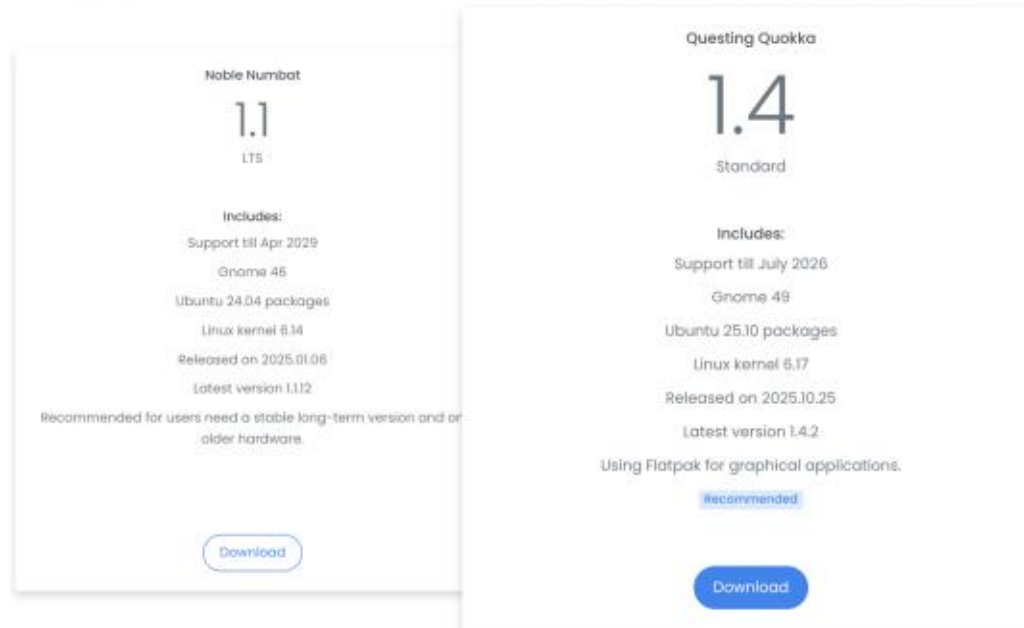 Noble Numbat
1.1
LTS
Includes:
Support till Apr 2029
Gnome 46
Ubuntu 24.04 packages
Linux kernel 6.14
Released on 2025.01.06
Latest version 1.1.12
Recommended for users need a stable long-term version and or
older hardware.
Download
Questing Quokka
1.4
Standard
Includes:
Support till July 2026
Gnome 49
Ubuntu 25.10 packages
Linux kernel 6.17
Released on 2025.10.25
Latest version 1.4.2
Using Flatpak for graphical applications.
Recommended
Download